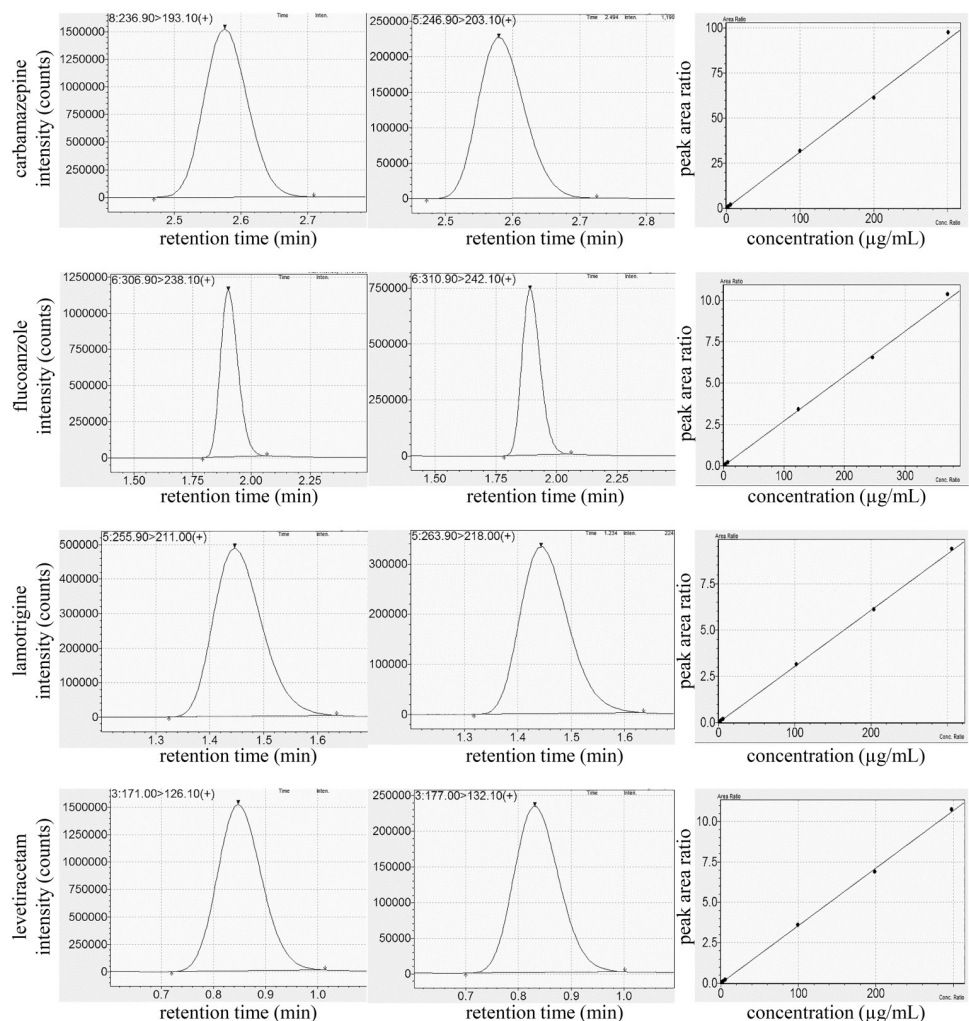 carbamazepine
intensity (counts)
8:236.90>193.10(+)
Time Inten.
1500000
1250000
1000000
750000
500000
250000
0
2.5 2.6 2.7
retention time (min)
5:246.90>203.10(+)
Time 2.494 Inten. 1,198
250000
200000
150000
100000
50000
0
2.5 2.6 2.7 2.8
retention time (min)
peak area ratio
Area Ratio
100
75
50
25
0
0 100 200
Conc. Ratio
concentration (µg/mL)
flucoanzole
intensity (counts)
6:306.90>238.10(+)
Time Inten.
1250000
1000000
750000
500000
250000
0
1.50 1.75 2.00 2.25
retention time (min)
6:310.90>242.10(+)
Time Inten.
750000
500000
250000
0
1.50 1.75 2.00 2.25
retention time (min)
peak area ratio
Area Ratio
10.0
7.5
5.0
2.5
0.0
0 100 200 300
Conc. Ratio
concentration (µg/mL)
lamotrigine
intensity (counts)
5:255.90>211.00(+)
Time Inten.
500000
400000
300000
200000
100000
0
1.3 1.4 1.5 1.6
retention time (min)
5:263.90>218.00(+)
Time 1.234 Inten. 224
300000
200000
100000
0
1.3 1.4 1.5 1.6
retention time (min)
peak area ratio
Area Ratio
7.5
5.0
2.5
0.0
0 100 200
Conc. Ratio
concentration (µg/mL)
levetiracetam
intensity (counts)
3:171.00>126.10(+)
Time Inten.
1500000
1250000
1000000
750000
500000
250000
0
0.7 0.8 0.9 1.0
retention time (min)
3:177.00>132.10(+)
Time Inten.
250000
200000
150000
100000
50000
0
0.7 0.8 0.9 1.0
retention time (min)
peak area ratio
Area Ratio
10.0
7.5
5.0
2.5
0.0
0 100 200
Conc. Ratio
concentration (µg/mL)